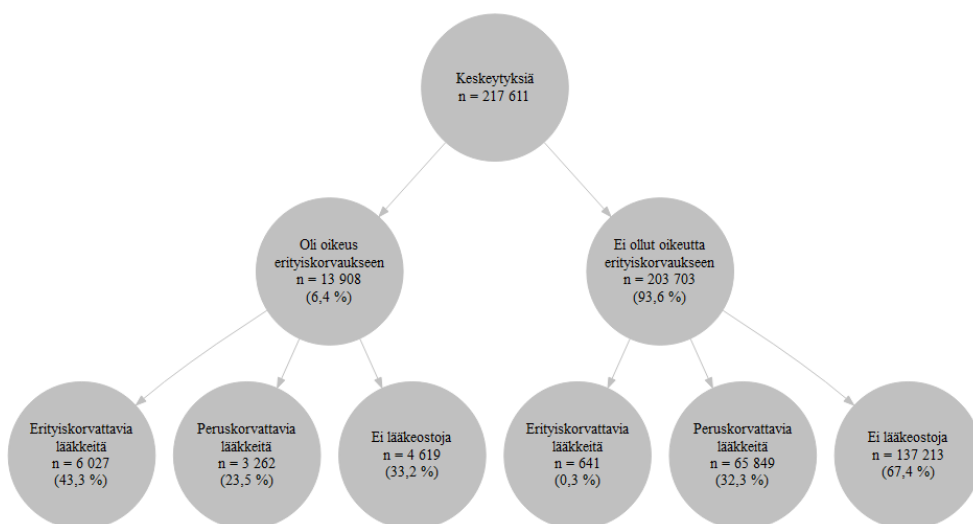 Keskeytyksiä
n = 217 611
Oli oikeus
erityiskorvaukseen
n = 13 908
(6,4 %)
Ei ollut oikeutta
erityiskorvaukseen
n = 203 703
(93,6 %)
Erityiskorvattavia
lääkkeitä
n = 6 027
(43,3 %)
Peruskorvattavia
lääkkeitä
n = 3 262
(23,5 %)
Ei lääkeostoja
n = 4 619
(33,2 %)
Erityiskorvattavia
lääkkeitä
n = 641
(0,3 %)
Peruskorvattavia
lääkkeitä
n = 65 849
(32,3 %)
Ei lääkeostoja
n = 137 213
(67,4 %)